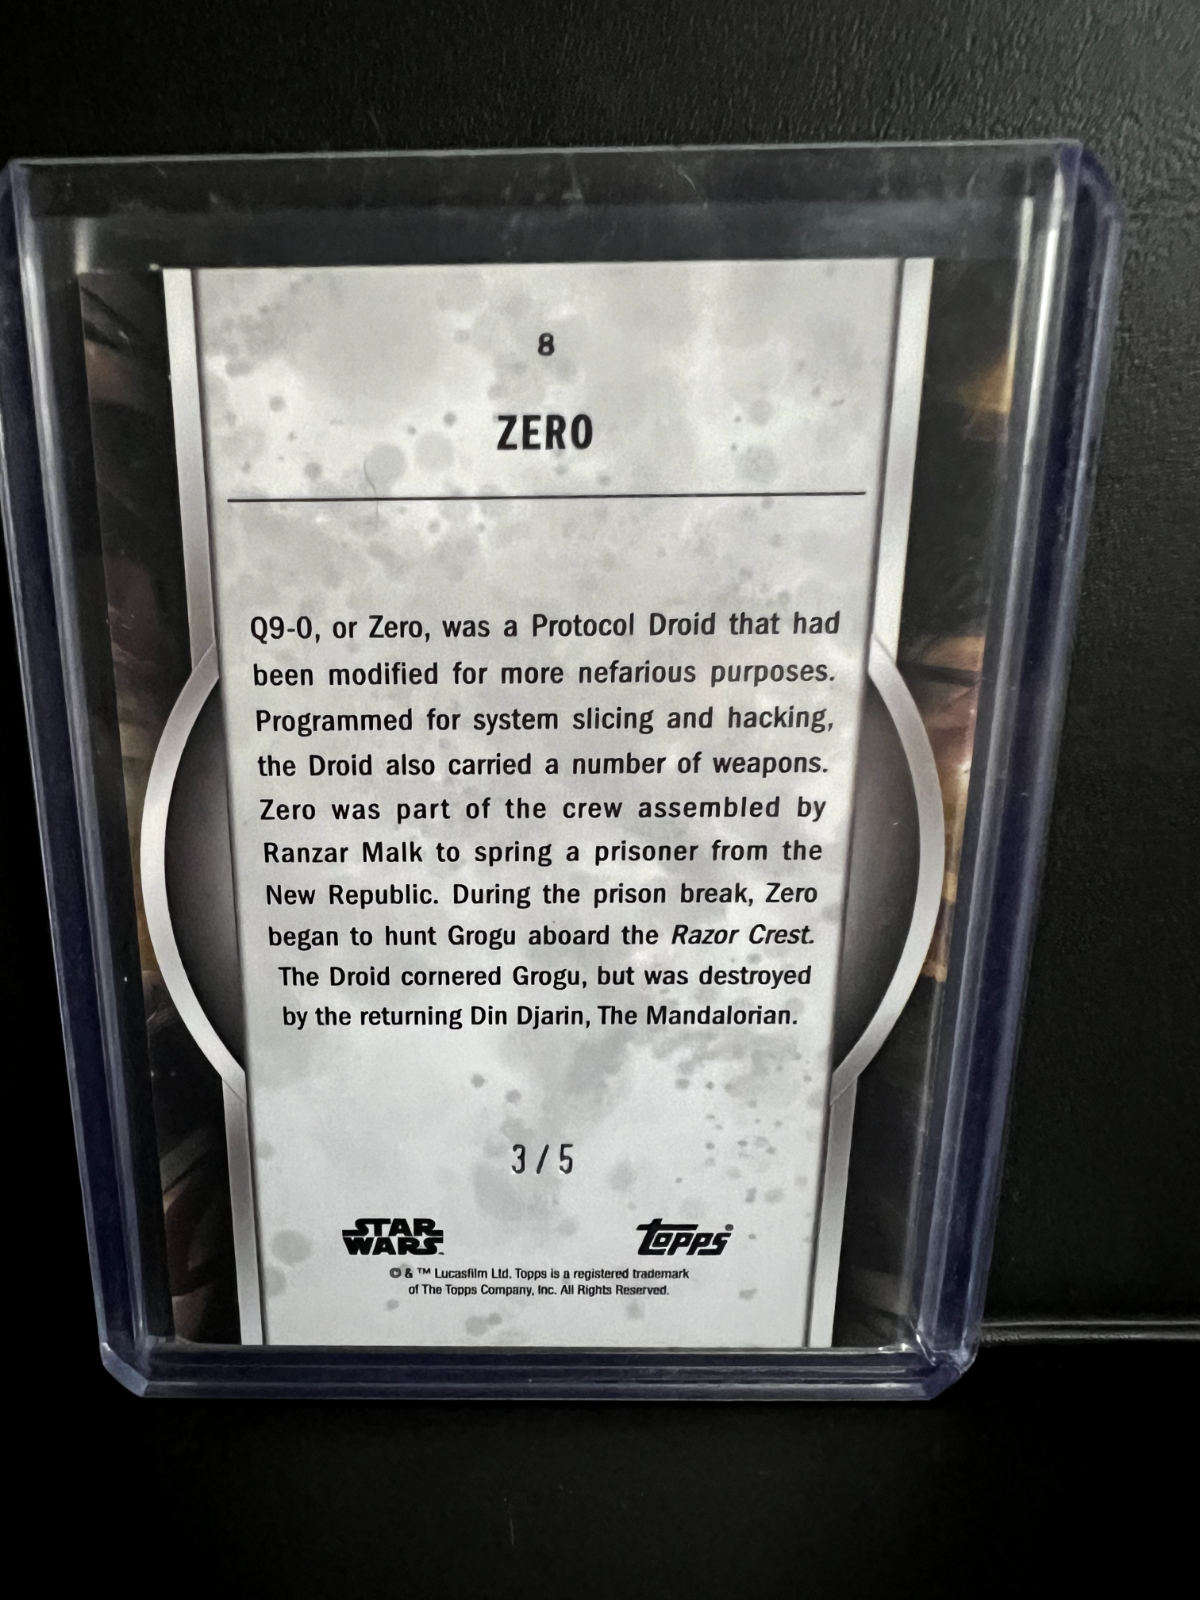 8
ZERO
Q9-0, or Zero, was a Protocol Droid that had
been modified for more nefarious purposes.
Programmed for system slicing and hacking,
the Droid also carried a number of weapons.
Zero was part of the crew assembled by
Ranzar Malk to spring a prisoner from the
New Republic. During the prison break, Zero
began to hunt Grogu aboard the Razor Crest.
The Droid cornered Grogu, but was destroyed
by the returning Din Djarin, The Mandalorian.
3/5
STAR WARS
topps
© & ™ Lucasfilm Ltd. Topps is a registered trademark
of The Topps Company, Inc. All Rights Reserved.